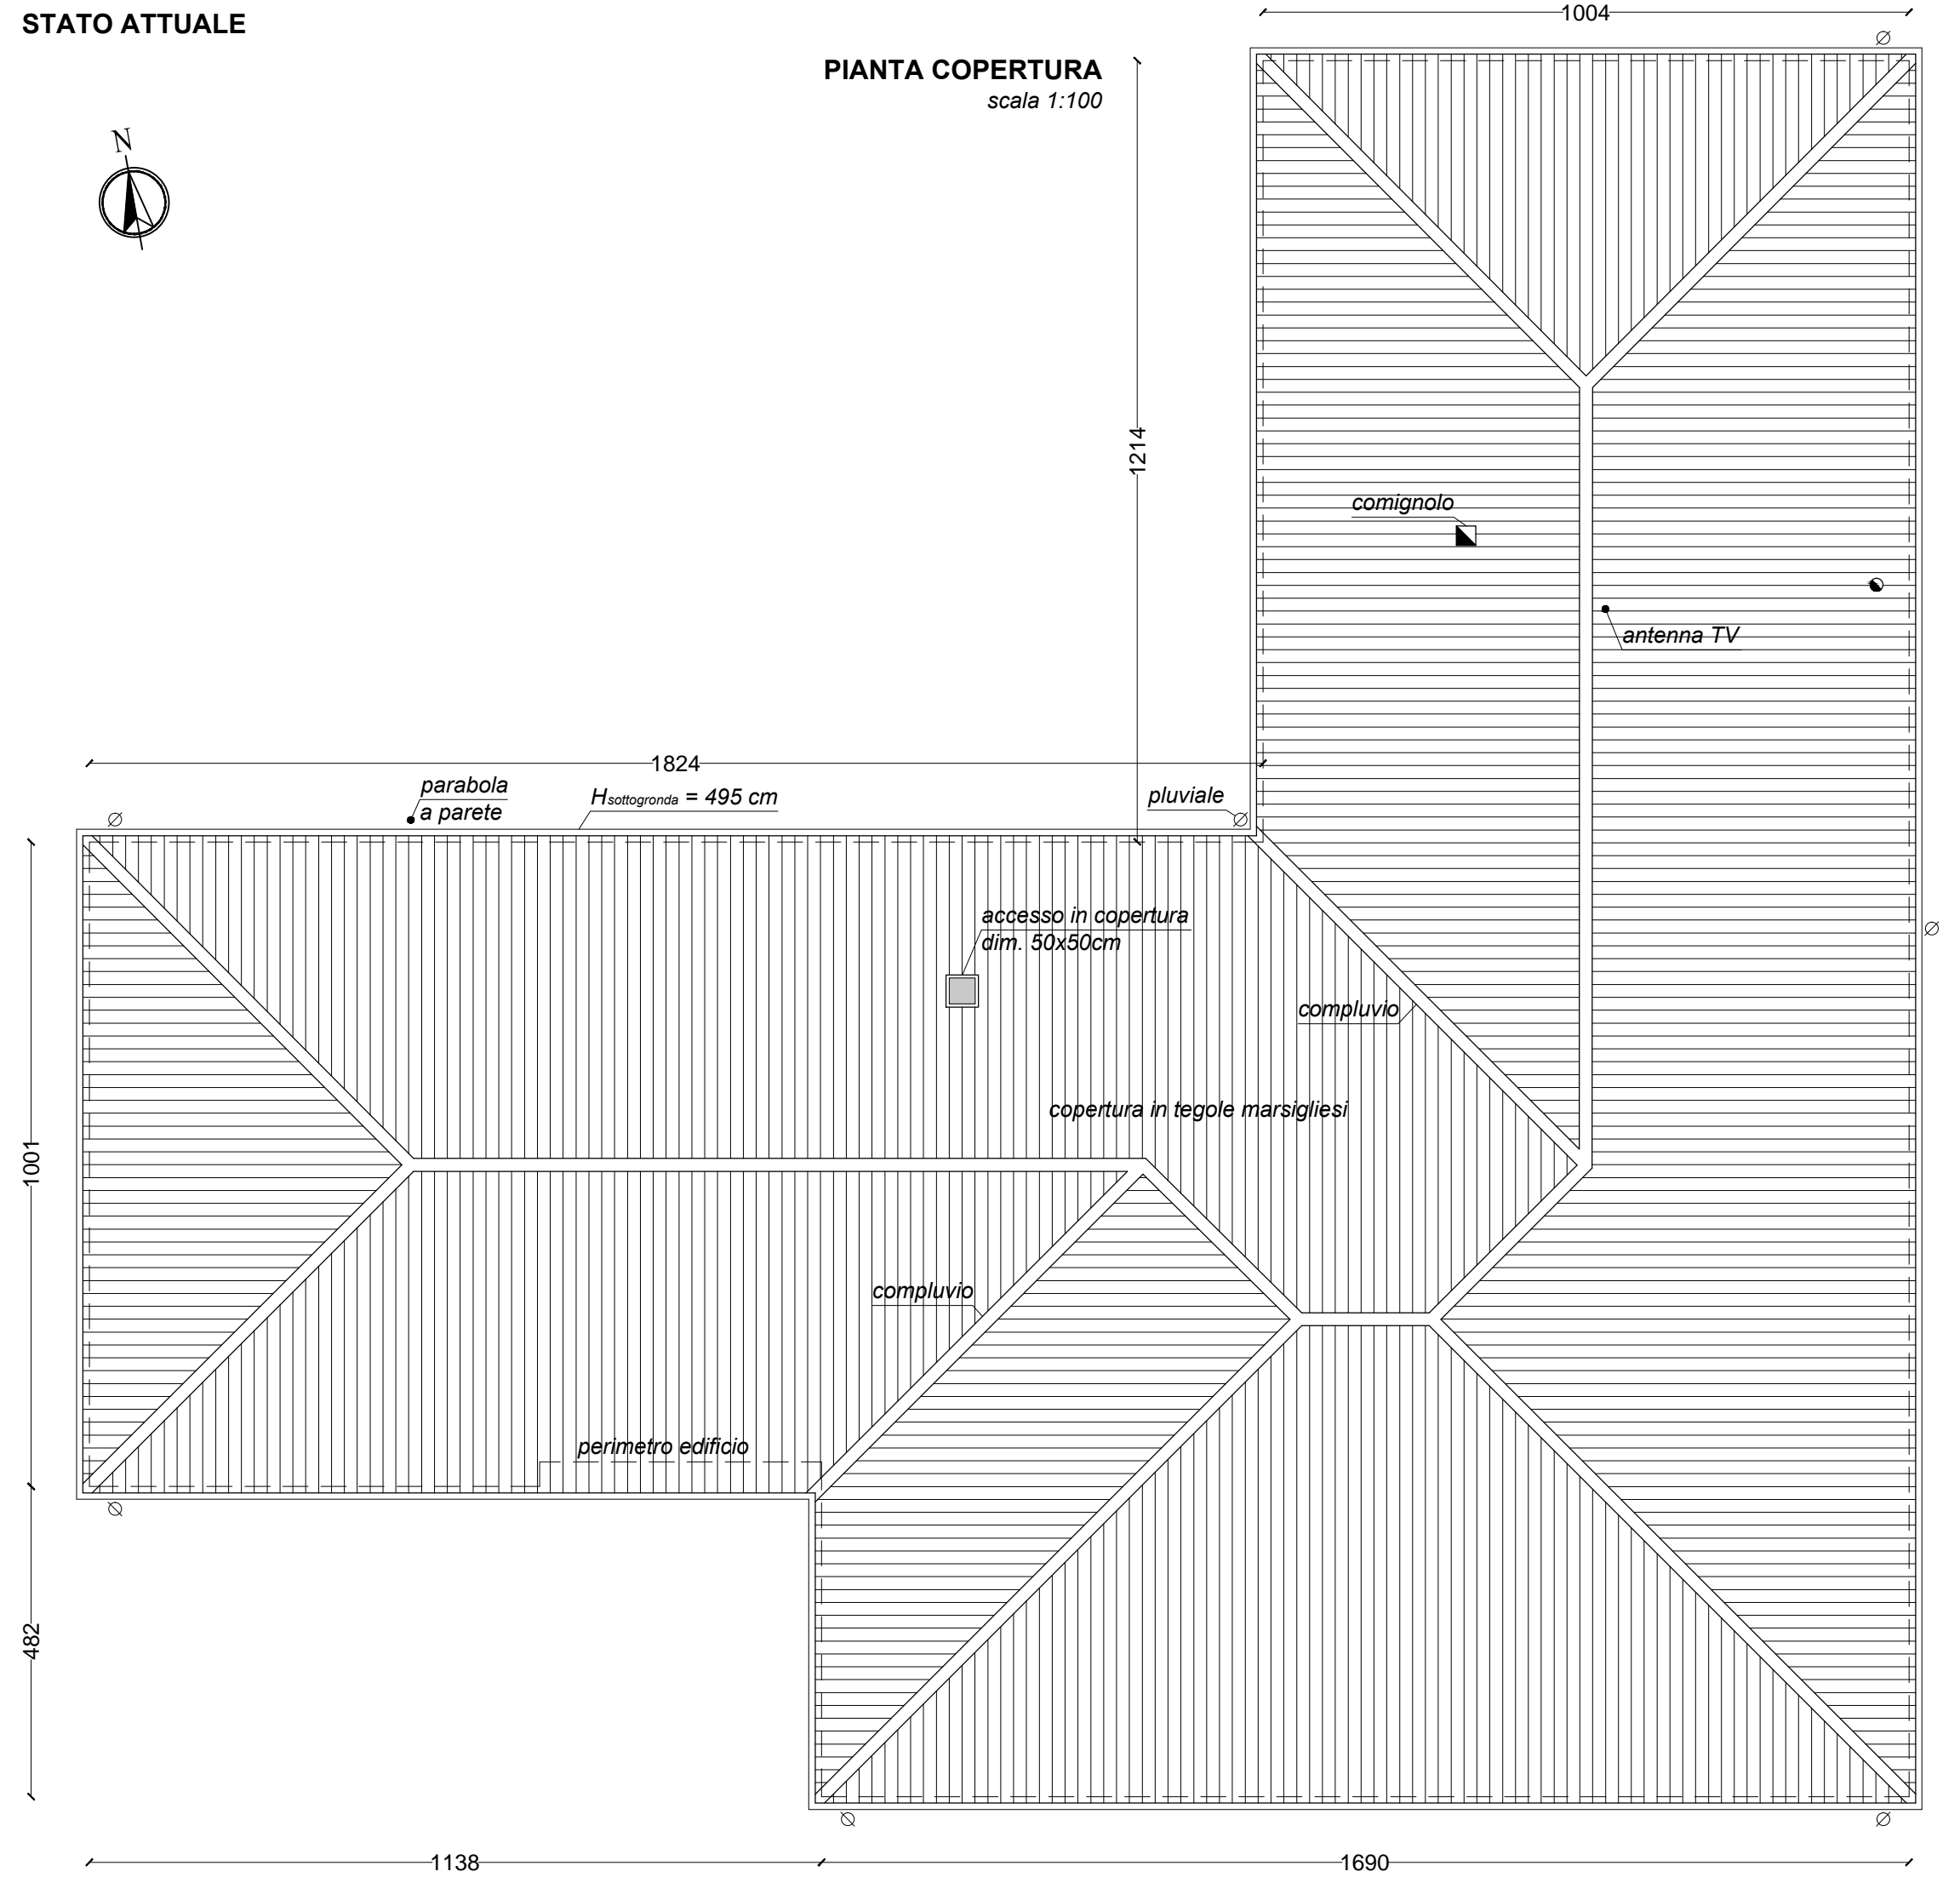 STATO ATTUALE
1004
PIANTA COPERTURA
scala 1:100
N
1214
comignolo
antenna TV
1824
parabola
a parete
Hsottogronda = 495 cm
pluviale
accesso in copertura
dim. 50x50cm
compluvio
copertura in tegole marsigliesi
1001
compluvio
perimetro edificio
482
1138
1690